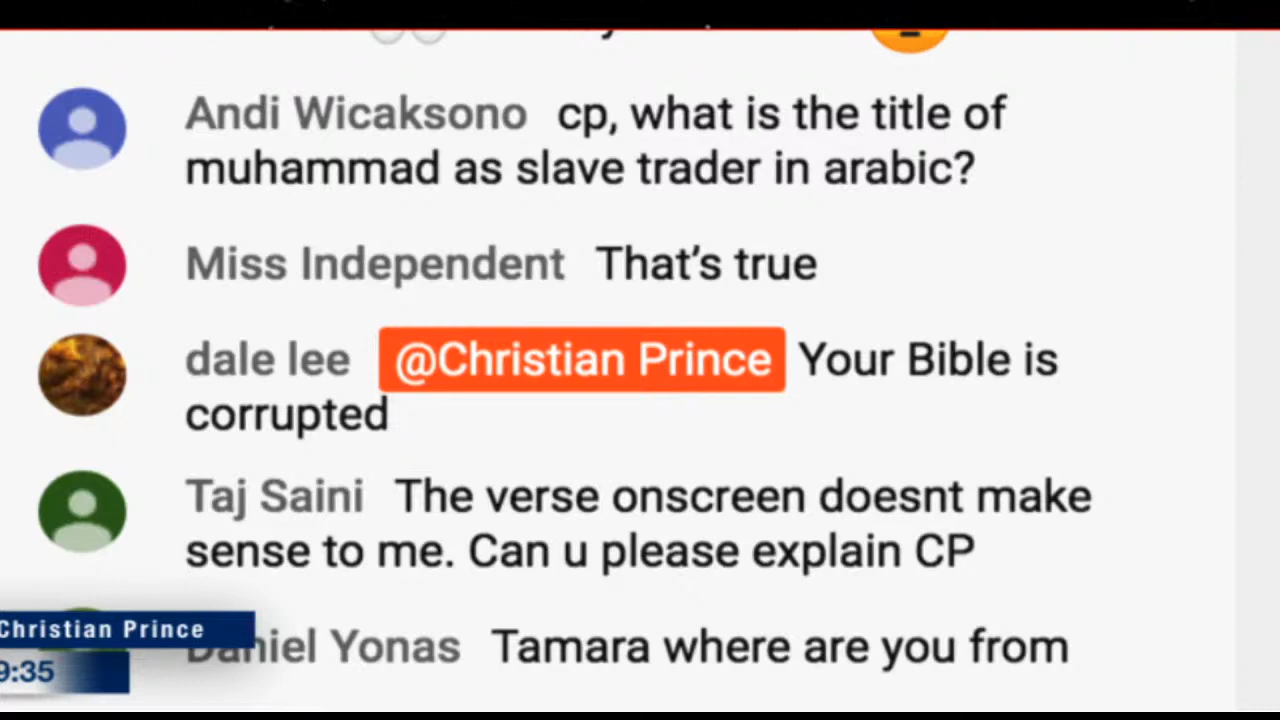 Andi Wicaksono cp, what is the title of
muhammad as slave trader in arabic?
Miss Independent That's true
dale lee @Christian Prince Your Bible is
corrupted
Taj Saini The verse onscreen doesnt make
sense to me. Can u please explain CP
Christian Prince
Daniel Yonas Tamara where are you from
9:35